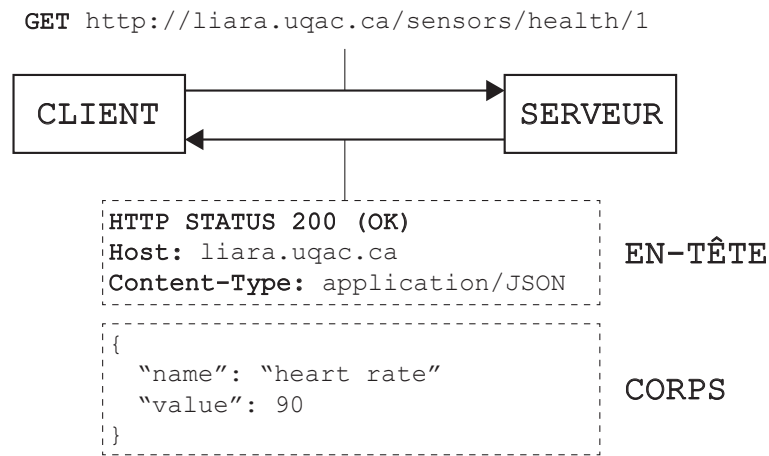 GET http://liara.uqac.ca/sensors/health/1
CLIENT
SERVEUR
HTTP STATUS 200 (OK)
Host: liara.uqac.ca
Content-Type: application/JSON
EN-TÊTE
{
“name”: “heart rate”
“value”: 90
}
CORPS